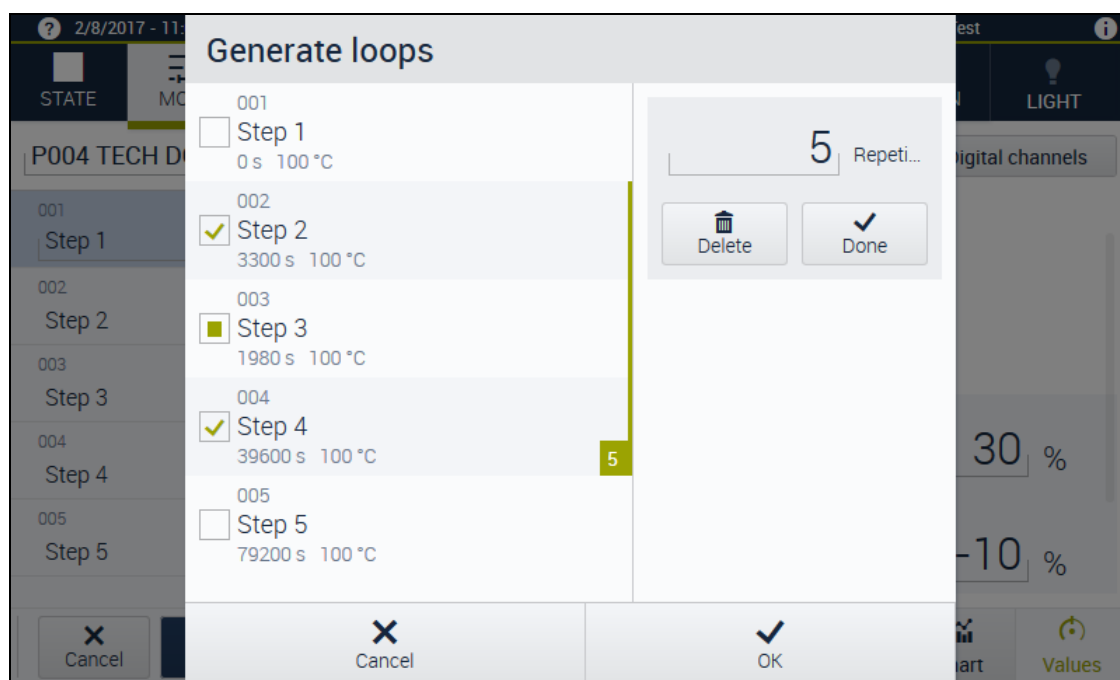 2/8/2017 - 11:
est
STATE
MO
LIGHT
P004 TECH D
igital channels
001
Step 1
002
Step 2
003
Step 3
004
Step 4
005
Step 5
Cancel
Generate loops
001
Step 1
0 s 100 °C
002
Step 2
3300 s 100 °C
003
Step 3
1980 s 100 °C
004
Step 4
39600 s 100 °C
5
005
Step 5
79200 s 100 °C
5 Repeti...
Delete
Done
Cancel
OK
30 %
-10 %
art
Values